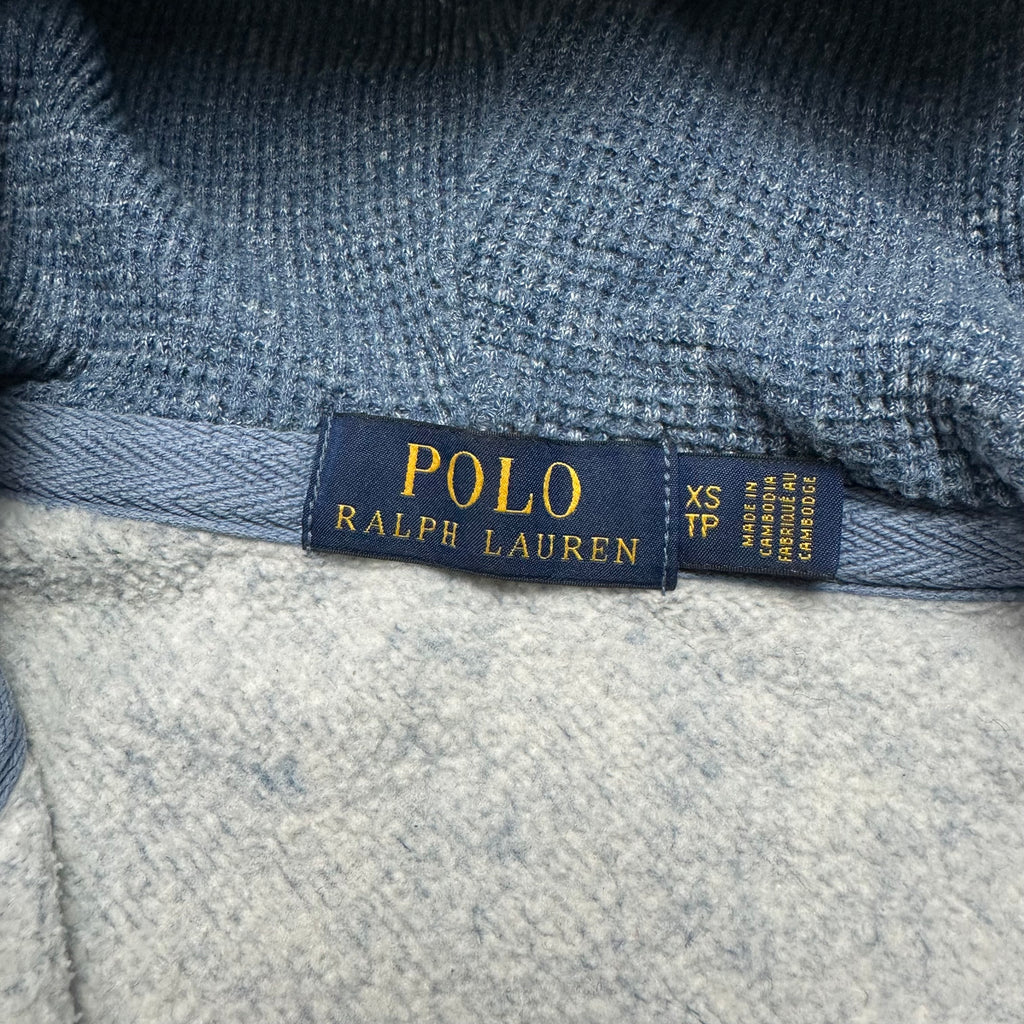 POLO
RALPH LAUREN
XS
TP
MADE IN
CAMBODIA
FABRIQUÉ AU
CAMBODGE